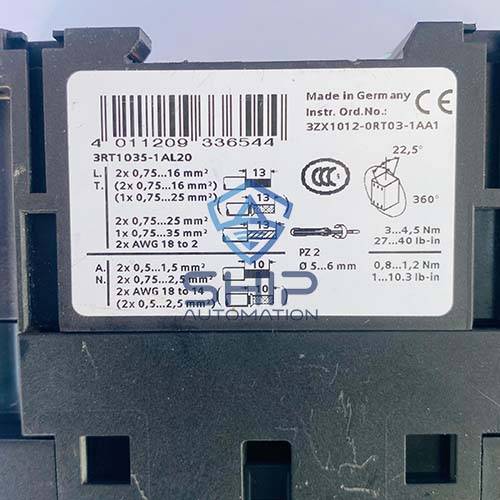 Made in Germany
Instr. Ord.No.:
3ZX1012-0RT03-1AA1
CE
4 011209 336544
3RT1035-1AL20
L. 2x 0,75...16 mm² 13
T. (2x 0,75...16 mm²)
(1x 0,75...25 mm²) 13
CCC
22,5°
360°
2x 0,75...25 mm²
1x 0,75...35 mm² 13
2x AWG 18 to 2
3...4,5 Nm
27...40 lb-in
PZ 2
Ø 5...6 mm
A. 2x 0,5...1,5 mm² 10
N. 2x 0,75...2,5 mm²
2x AWG 18 to 14 10
(2x 0,5...2,5 mm²)
0,8...1,2 Nm
1...10.3 lb-in
SHIP
AUTOMATION